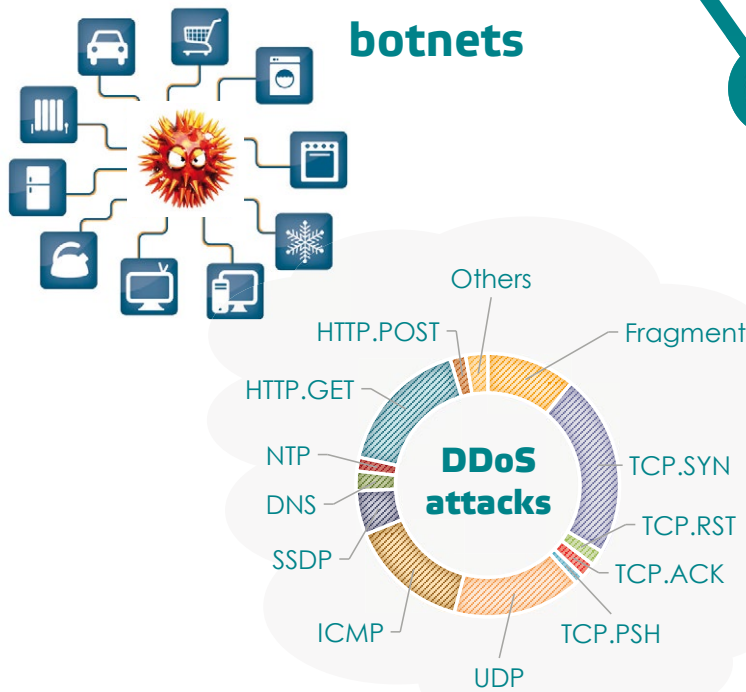 botnets
Others
HTTP.POST
Fragment
HTTP.GET
NTP
DNS
SSDP
DDoS
attacks
TCP.SYN
TCP.RST
TCP.ACK
TCP.PSH
ICMP
UDP